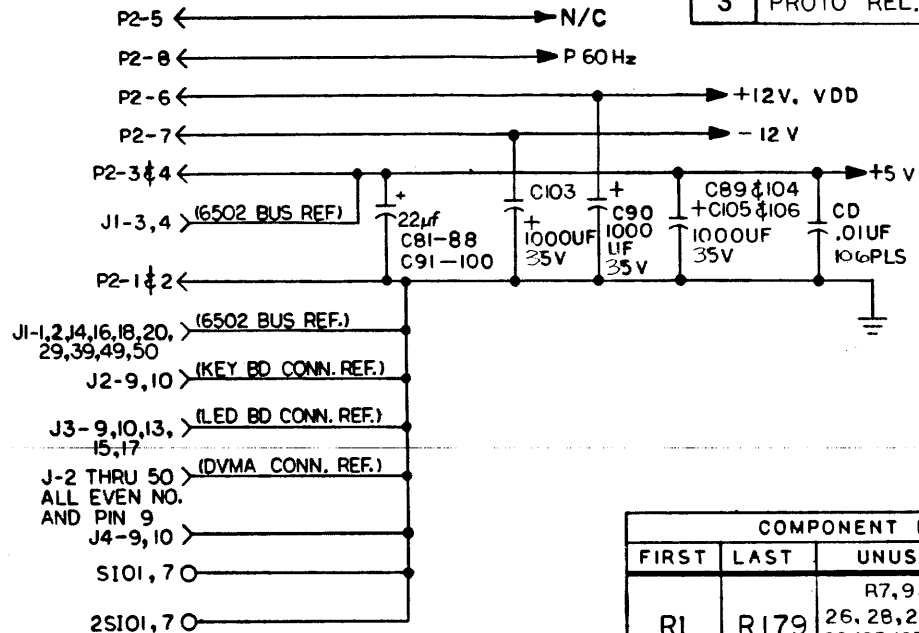 P2-5 N/C
3 PROTO REL.
P2-8 P 60Hz
P2-6 +12V, VDD
P2-7 -12 V
P2-3&4 +5 V
J1-3,4 (6502 BUS REF)
+
22µf
C81-88
C91-100
C103
+
1000UF
35V
+
C90
1000
UF
35V
C89&104
+C105&106
1000UF
35V
CD
.01UF
106PLS
P2-1&2
J1-1,2,14,16,18,20,
29,39,49,50
(6502 BUS REF.)
J2-9,10 (KEY BD CONN. REF.)
J3-9,10,13,
15,17
(LED BD CONN. REF.)
J-2 THRU 50
ALL EVEN NO.
AND PIN 9
(DVMA CONN. REF.)
J4-9,10
SIO1,7
2SIO1,7
COMPONENT
FIRST LAST
R7,9
R1 R179 26,28,2